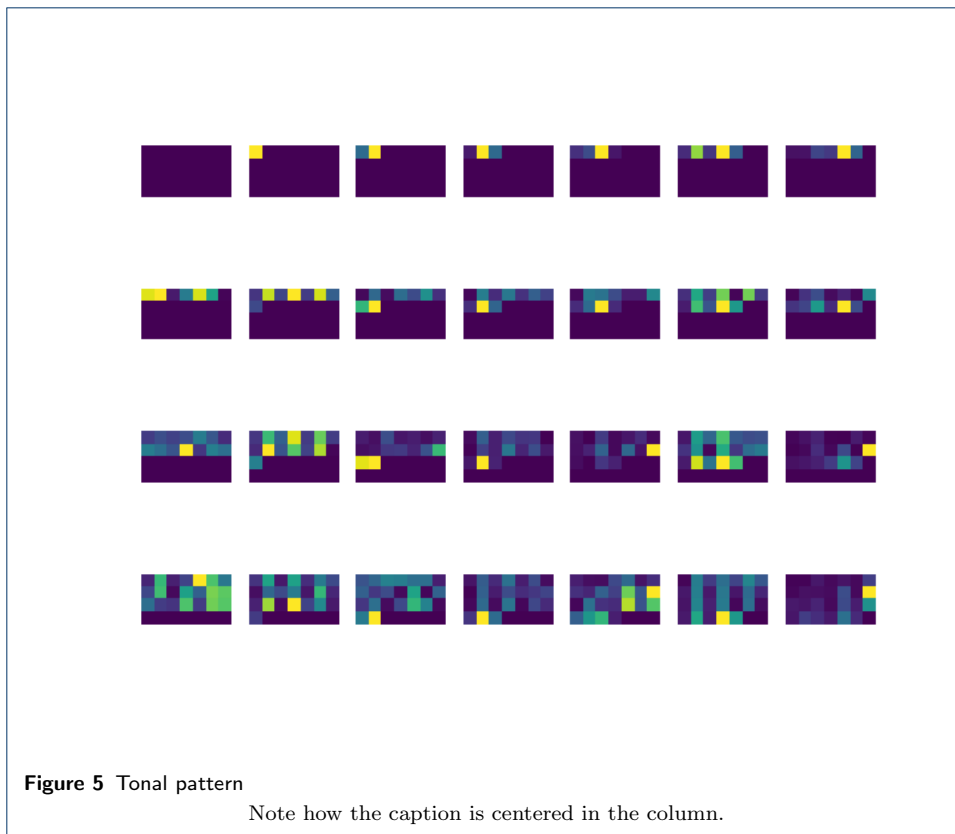 Figure 5 Tonal pattern
Note how the caption is centered in the column.